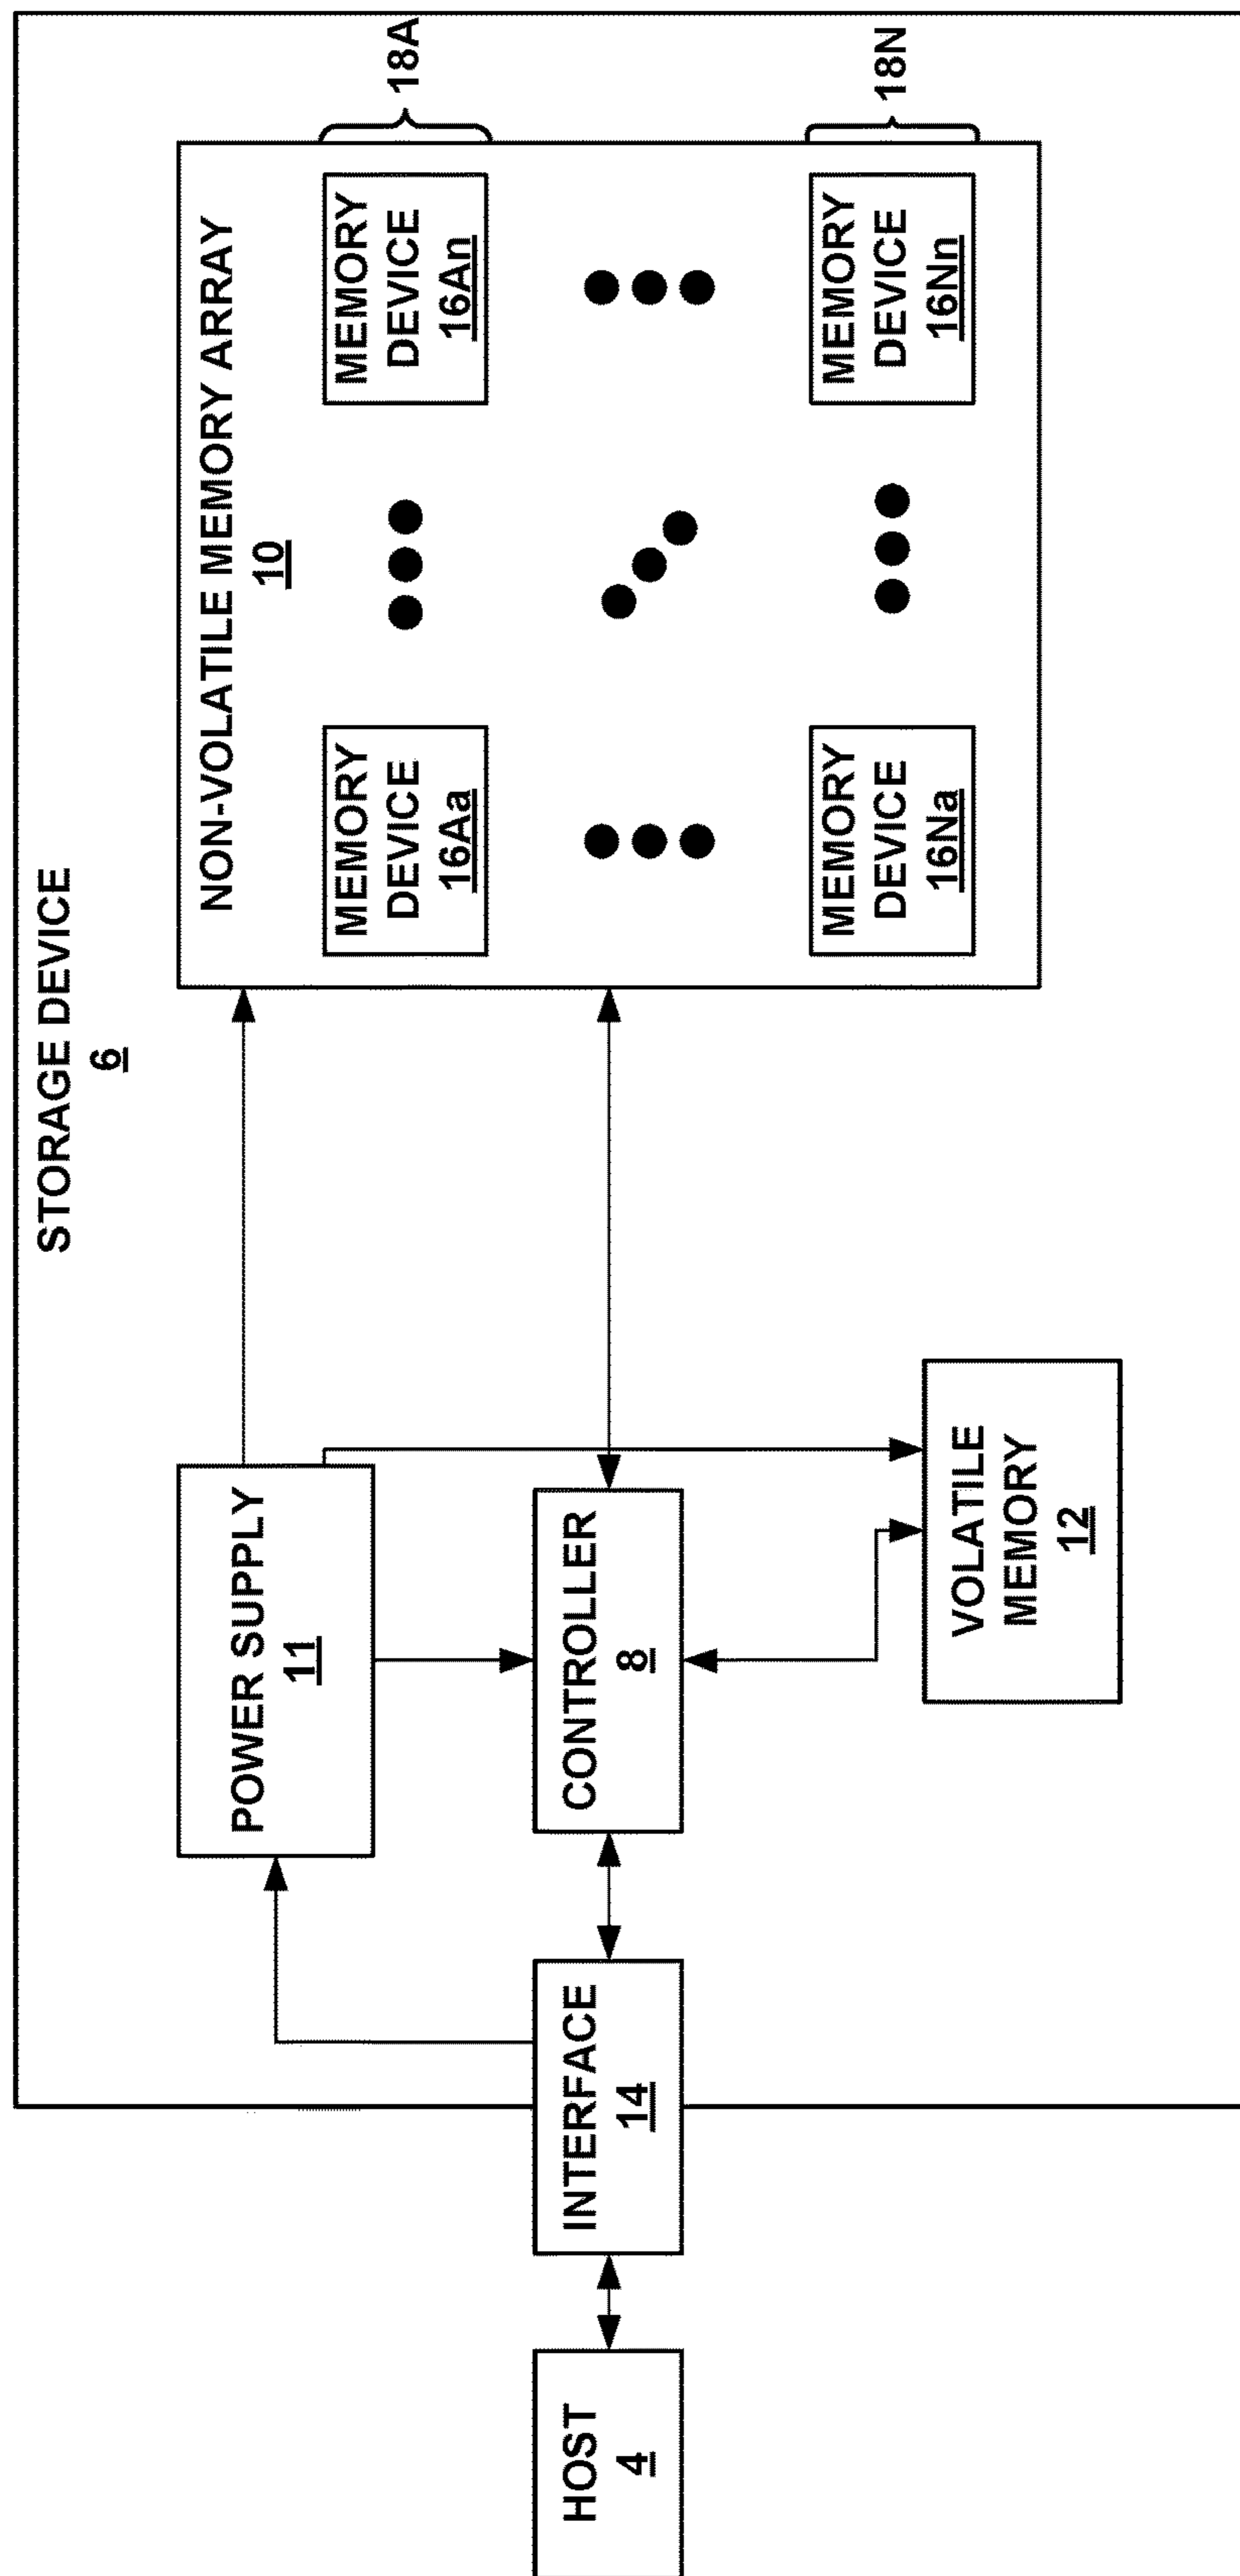 STORAGE DEVICE
6
NON-VOLATILE MEMORY ARRAY
10
MEMORY
DEVICE
16Aa
MEMORY
DEVICE
16An
18A
MEMORY
DEVICE
16Na
MEMORY
DEVICE
16Nn
18N
POWER SUPPLY
11
HOST
4
INTERFACE
14
CONTROLLER
8
VOLATILE
MEMORY
12